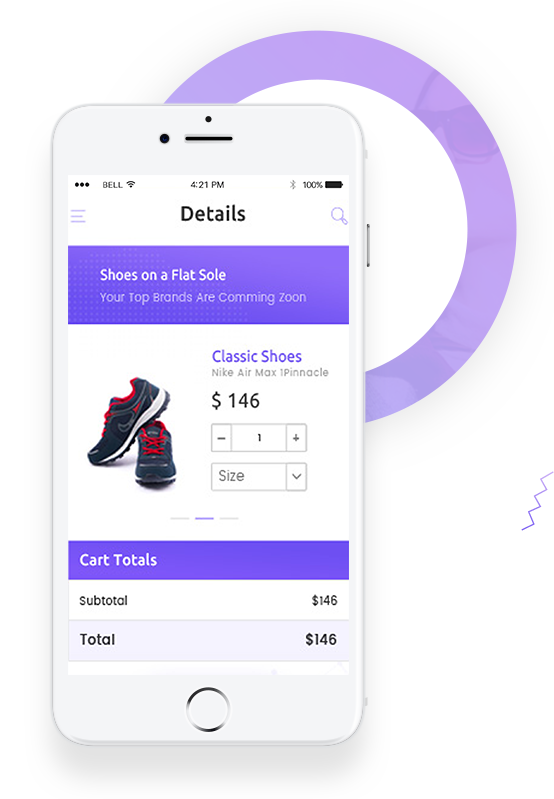 BELL 4:21 PM 100%
Details
Shoes on a Flat Sole
Your Top Brands Are Comming Zoon
Classic Shoes
Nike Air Max 1Pinnacle
$ 146
− 1 +
Size
Cart Totals
Subtotal $146
Total $146